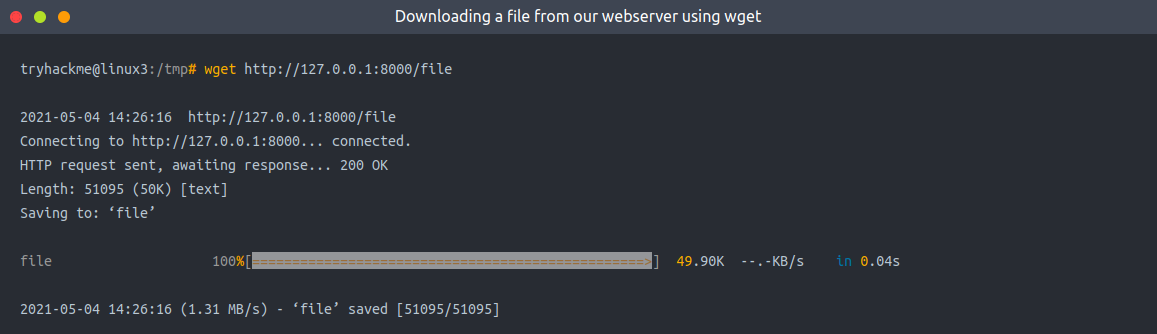 Downloading a file from our webserver using wget
tryhackme@linux3:/tmp# wget http://127.0.0.1:8000/file
2021-05-04 14:26:16  http://127.0.0.1:8000/file
Connecting to http://127.0.0.1:8000... connected.
HTTP request sent, awaiting response... 200 OK
Length: 51095 (50K) [text]
Saving to: ‘file’
file                    100%[=================================================>]  49.90K  --.-KB/s    in 0.04s
2021-05-04 14:26:16 (1.31 MB/s) - ‘file’ saved [51095/51095]